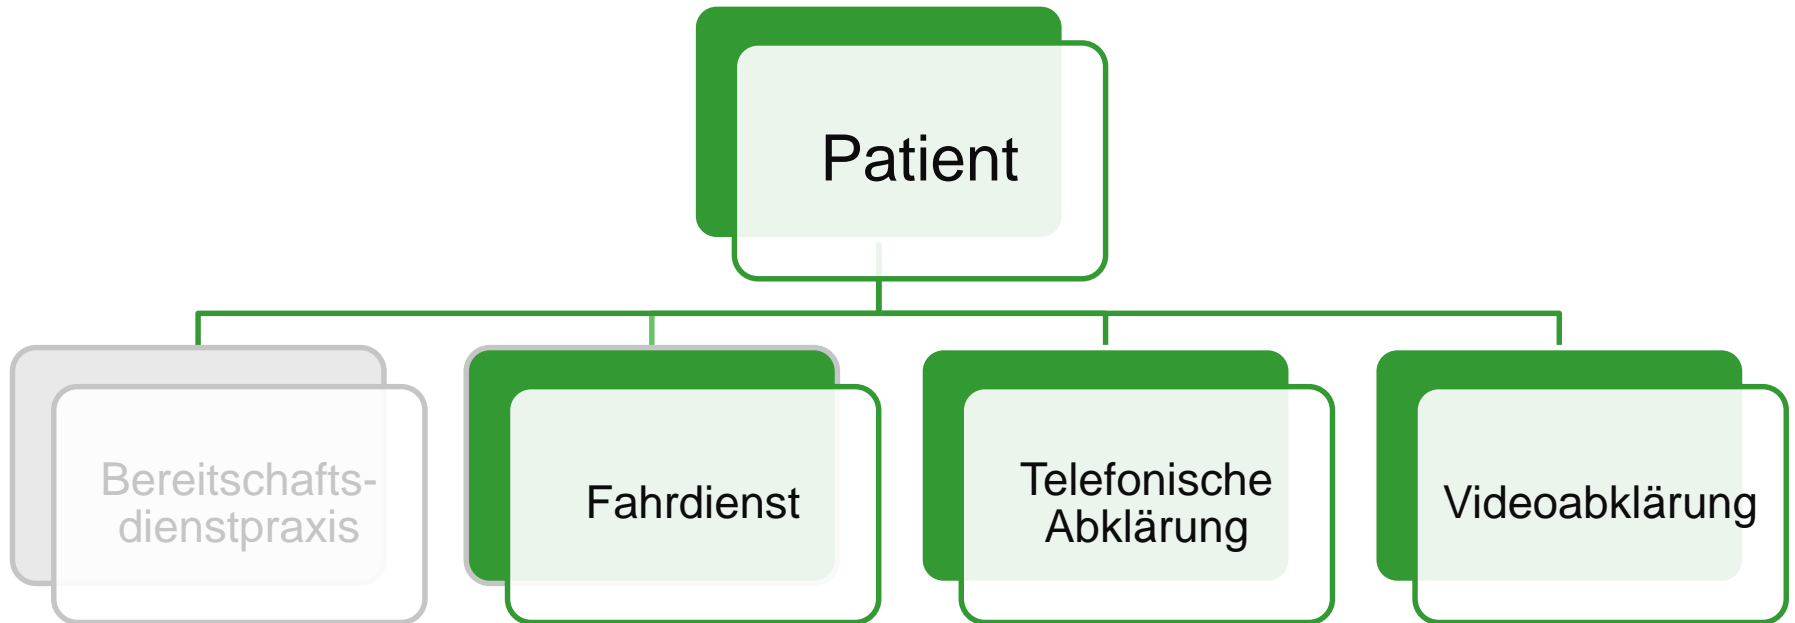 Patient
Bereitschafts-
dienstpraxis
Fahrdienst
Telefonische
Abklärung
Videoabklärung